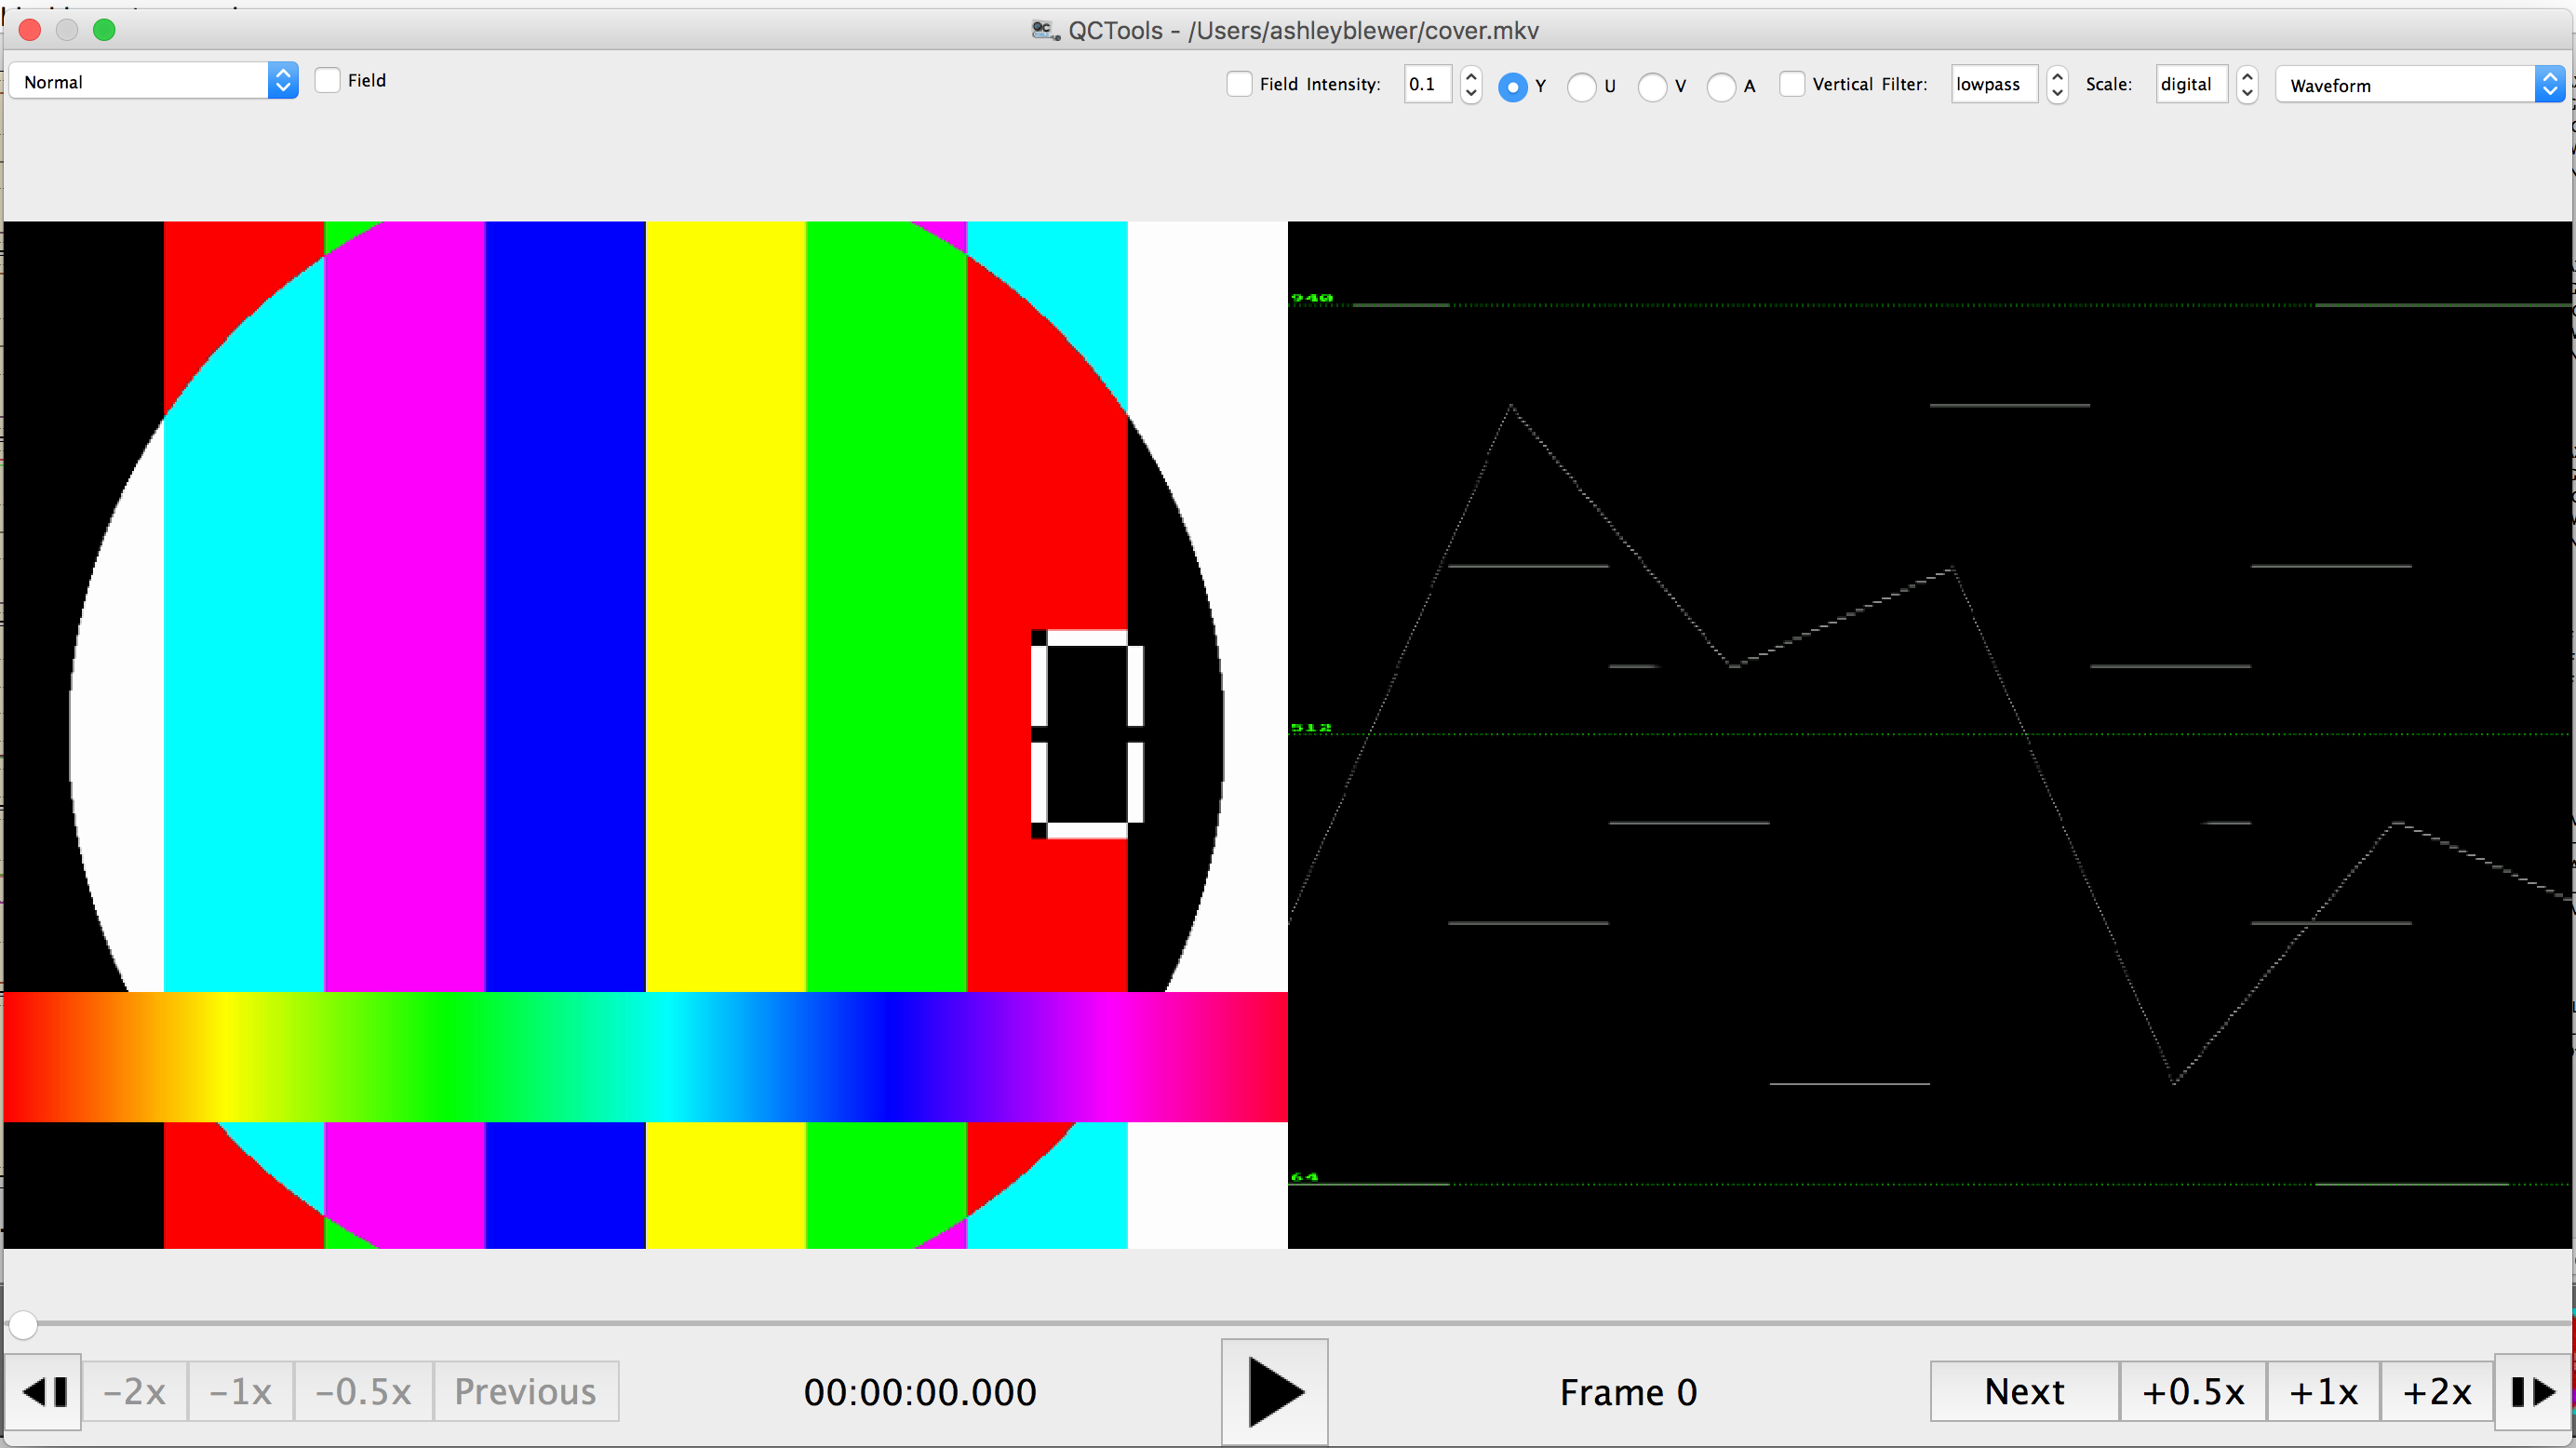 QCTools - /Users/ashleyblewer/cover.mkv
Normal Field Field Intensity: 0.1 Y U V A Vertical Filter: lowpass Scale: digital Waveform
940
512
0
64
-2x -1x -0.5x Previous 00:00:00.000 Frame 0 Next +0.5x +1x +2x